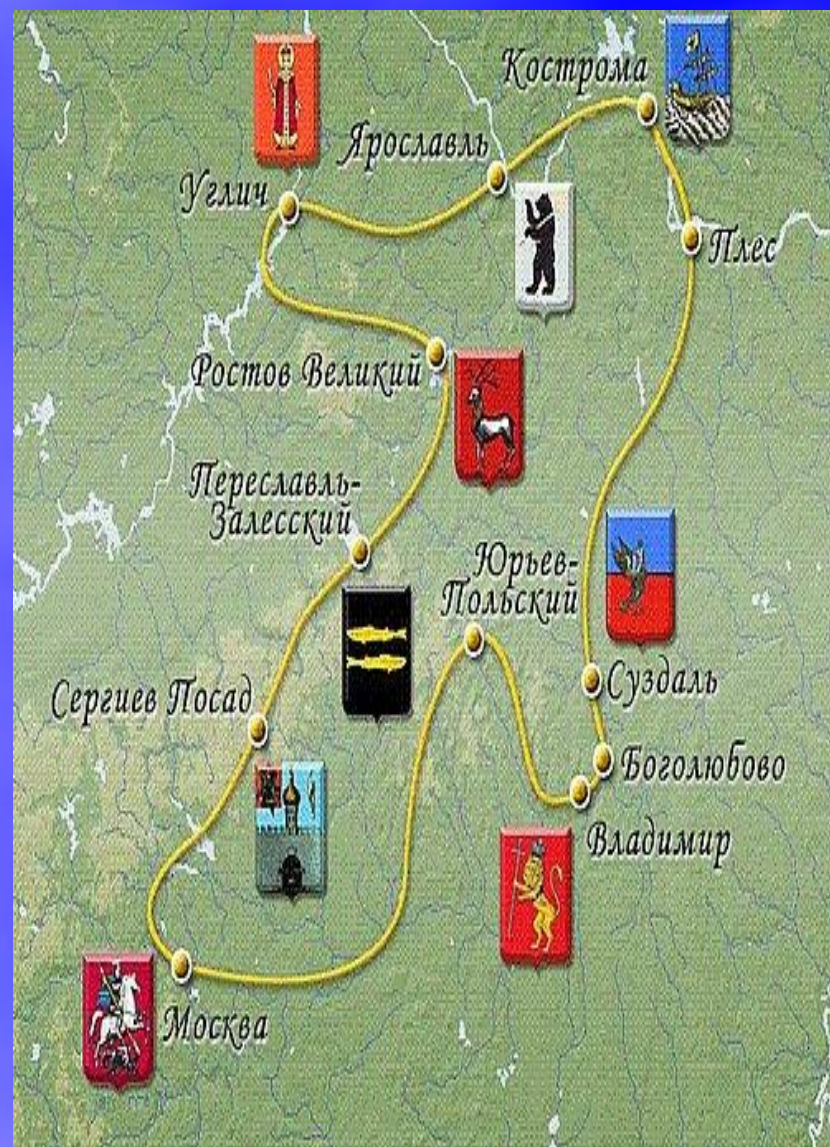 Кострома
Ярославль
Углич
Плес
Ростов Великий
Переславль-
Залесский
Юрьев-
Польский
Суздаль
Сергиев Посад
Боголюбово
Владимир
Москва